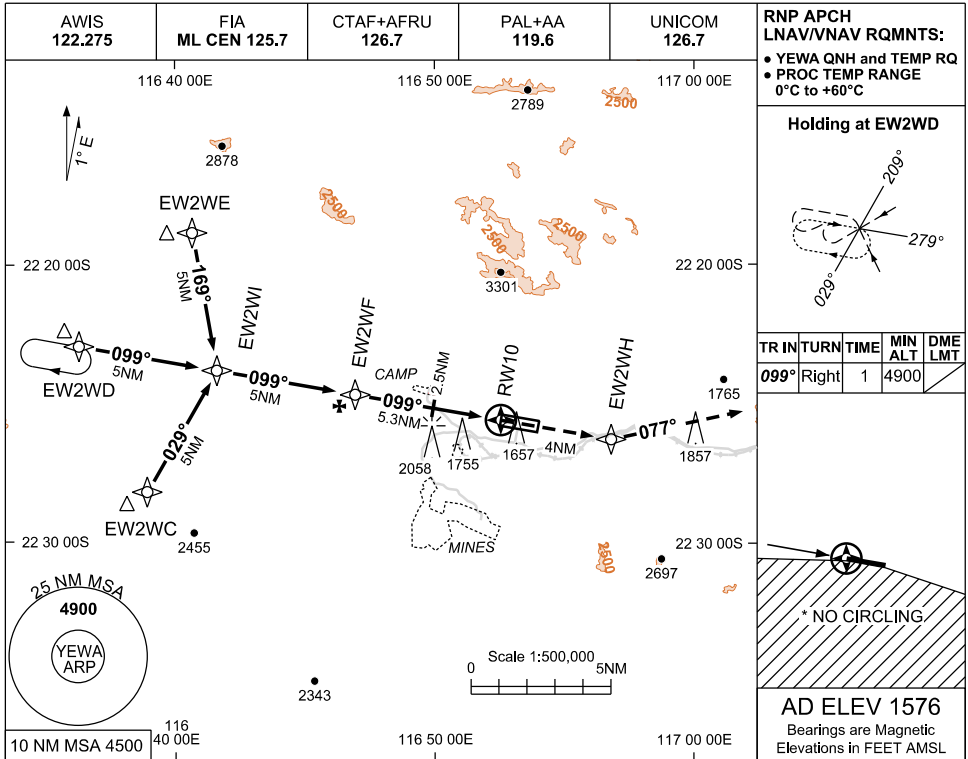 AWIS
122.275
FIA
ML CEN 125.7
CTAF+AFRU
126.7
PAL+AA
119.6
UNICOM
126.7
RNP APCH
LNAV/VNAV RQMNTS:
• YEWA QNH and TEMP RQ
• PROC TEMP RANGE
0°C to +60°C
116 40 00E
116 50 00E
117 00 00E
1° E
2789
2500
2878
2500
EW2WE
2500
2500
22 20 00S
22 20 00S
3301
169°
5NM
EW2WI
EW2WF
EW2WD
099°
5NM
099°
5NM
CAMP
099°
5.3NM
2.5NM
RW10
EW2WH
1765
4NM
077°
029°
5NM
2058
1755
1657
1857
EW2WC
2455
MINES
22 30 00S
22 30 00S
2500
2697
25 NM MSA
4900
YEWA
ARP
2343
Scale 1:500,000
0
5NM
10 NM MSA 4500
116
40 00E
116 50 00E
117 00 00E
Holding at EW2WD
209°
279°
029°
TR IN
TURN
TIME
MIN
ALT
DME
LMT
099°
Right
1
4900
* NO CIRCLING
AD ELEV 1576
Bearings are Magnetic
Elevations in FEET AMSL